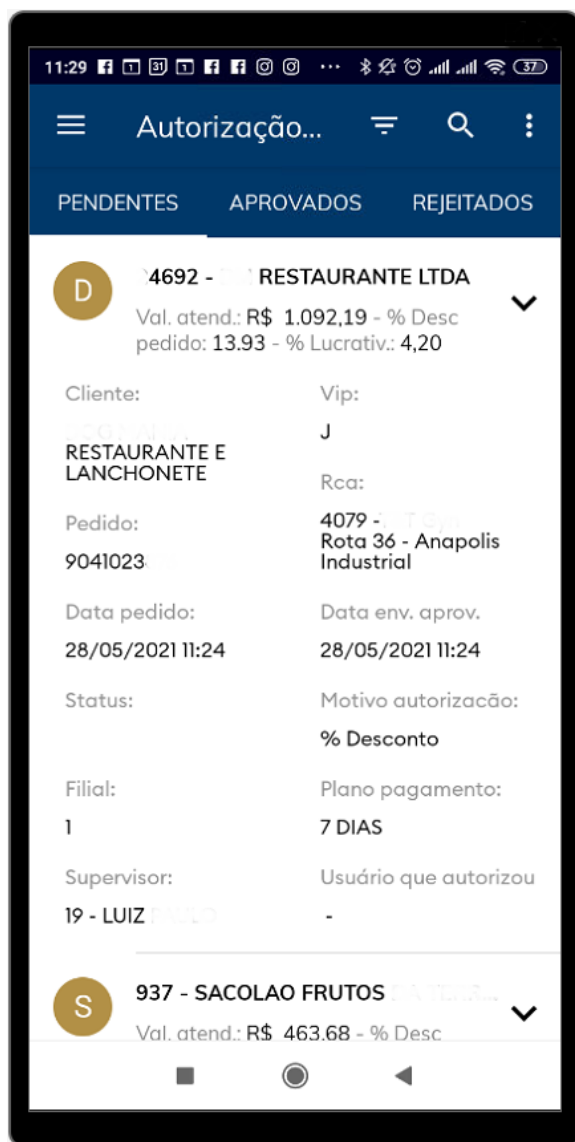 11:29
37
Autorização...
PENDENTES APROVADOS REJEITADOS
D
4692 - RESTAURANTE LTDA
Val. atend.: R$ 1.092,19 - % Desc
pedido: 13.93 - % Lucrativ.: 4,20
Cliente:
RESTAURANTE E
LANCHONETE
Vip:
J
Rca:
4079 -
Rota 36 - Anapolis
Industrial
Pedido:
9041023
Data pedido:
28/05/2021 11:24
Data env. aprov.
28/05/2021 11:24
Status:
Motivo autorizacão:
% Desconto
Filial:
1
Plano pagamento:
7 DIAS
Supervisor:
19 - LUIZ
Usuário que autorizou
-
S
937 - SACOLAO FRUTOS
Val. atend.: R$ 463,68 - % Desc